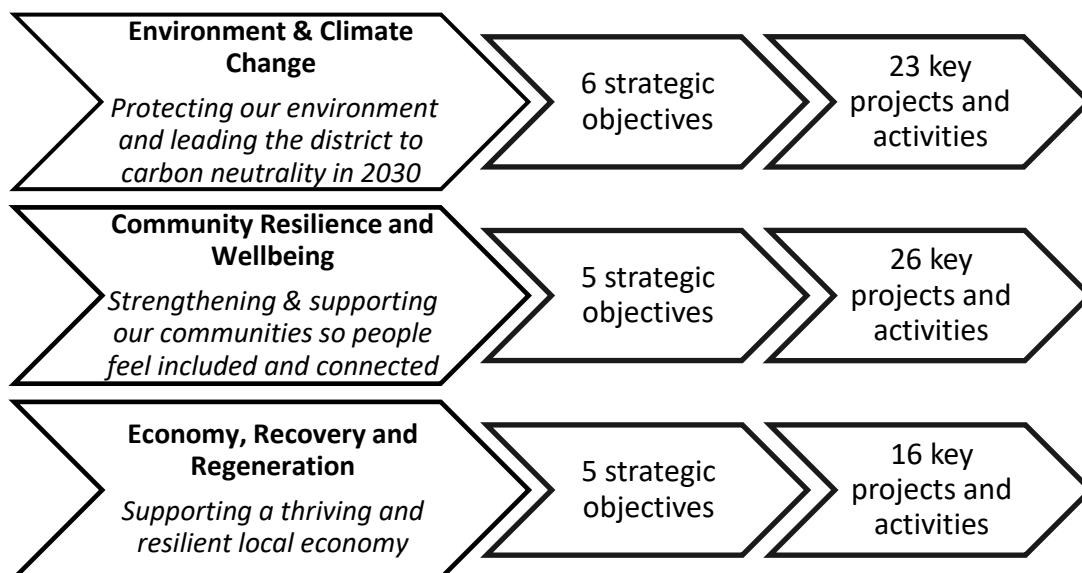 Environment & Climate
Change
Protecting our environment
and leading the district to
carbon neutrality in 2030
6 strategic
objectives
23 key
projects and
activities
Community Resilience and
Wellbeing
Strengthening & supporting
our communities so people
feel included and connected
5 strategic
objectives
26 key
projects and
activities
Economy, Recovery and
Regeneration
Supporting a thriving and
resilient local economy
5 strategic
objectives
16 key
projects and
activities